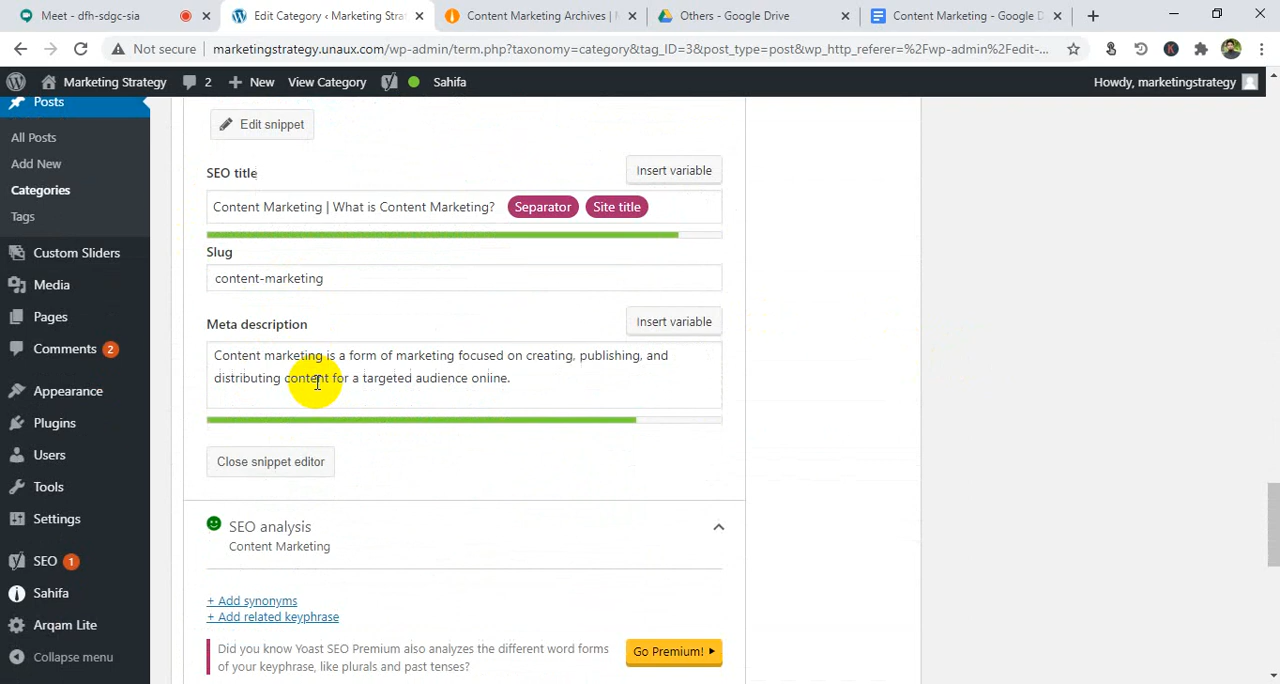 Meet - dfh-sdgc-sia
Edit Category ‹ Marketing Stra
Content Marketing Archives |
Others - Google Drive
Content Marketing - Google D
Not secure
marketingstrategy.unaux.com/wp-admin/term.php?taxonomy=category&tag_ID=3&post_type=post&wp_http_referer=%2Fwp-admin%2Fedit-...
K
Marketing Strategy
2
New
View Category
Sahifa
Howdy, marketingstrategy
Posts
All Posts
Add New
Categories
Tags
Custom Sliders
Media
Pages
Comments 2
Appearance
Plugins
Users
Tools
Settings
SEO 1
Sahifa
Arqam Lite
Collapse menu
Edit snippet
SEO title
Insert variable
Content Marketing | What is Content Marketing? Separator Site title
Slug
content-marketing
Meta description
Insert variable
Content marketing is a form of marketing focused on creating, publishing, and
distributing content for a targeted audience online.
Close snippet editor
SEO analysis
Content Marketing
+ Add synonyms
+ Add related keyphrase
Did you know Yoast SEO Premium also analyzes the different word forms
of your keyphrase, like plurals and past tenses?
Go Premium!